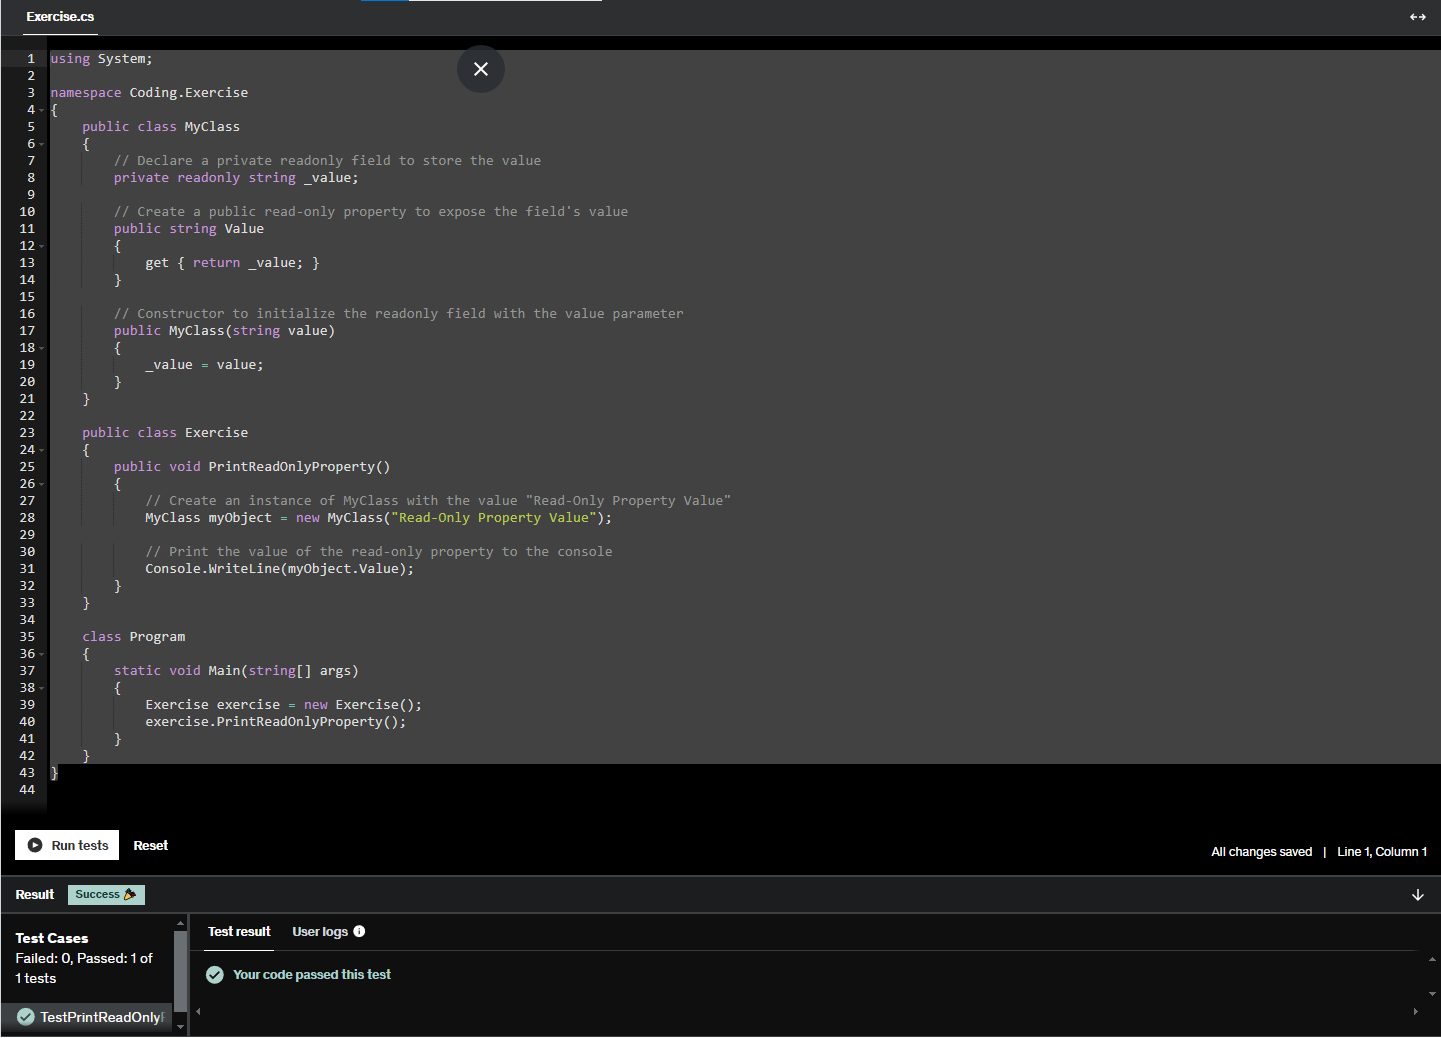 Exercise.cs
1 using System;
2
3 namespace Coding.Exercise
4 {
5     public class MyClass
6     {
7         // Declare a private readonly field to store the value
8         private readonly string _value;
9
10         // Create a public read-only property to expose the field's value
11         public string Value
12         {
13             get { return _value; }
14         }
15
16         // Constructor to initialize the readonly field with the value parameter
17         public MyClass(string value)
18         {
19             _value = value;
20         }
21     }
22
23     public class Exercise
24     {
25         public void PrintReadOnlyProperty()
26         {
27             // Create an instance of MyClass with the value "Read-Only Property Value"
28             MyClass myObject = new MyClass("Read-Only Property Value");
29
30             // Print the value of the read-only property to the console
31             Console.WriteLine(myObject.Value);
32         }
33     }
34
35     class Program
36     {
37         static void Main(string[] args)
38         {
39             Exercise exercise = new Exercise();
40             exercise.PrintReadOnlyProperty();
41         }
42     }
43 }
44
Run tests Reset
All changes saved | Line 1, Column 1
Result Success
Test Cases
Failed: 0, Passed: 1 of
1 tests
TestPrintReadOnly
Test result User logs
Your code passed this test